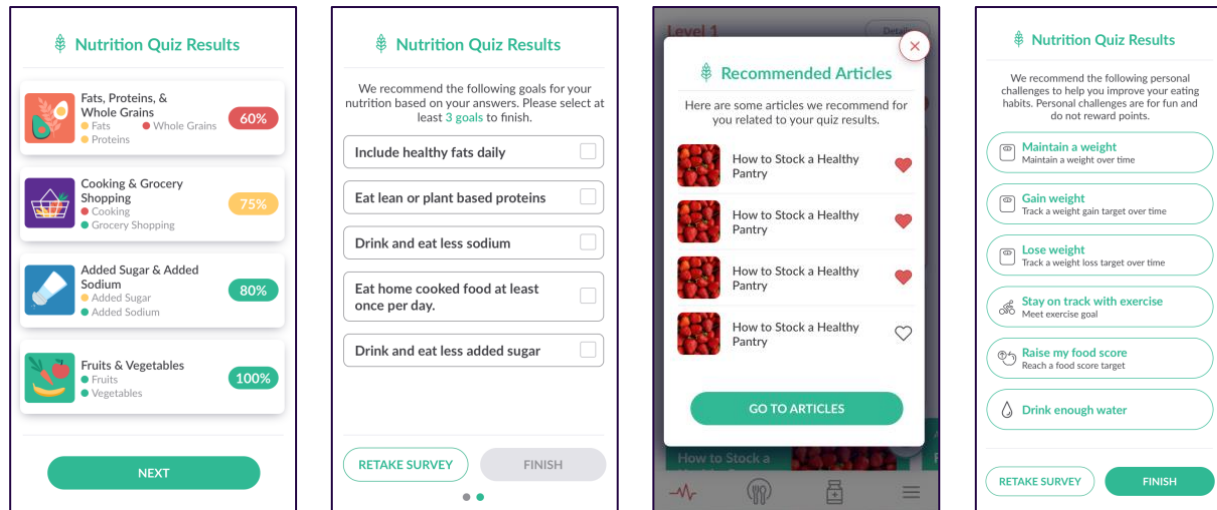 Nutrition Quiz Results
Fats, Proteins, &
Whole Grains
Fats
Whole Grains
Proteins
60%
Cooking & Grocery
Shopping
Cooking
Grocery Shopping
75%
Added Sugar & Added
Sodium
Added Sugar
Added Sodium
80%
Fruits & Vegetables
Fruits
Vegetables
100%
NEXT
Nutrition Quiz Results
We recommend the following goals for your
nutrition based on your answers. Please select at
least 3 goals to finish.
Include healthy fats daily
Eat lean or plant based proteins
Drink and eat less sodium
Eat home cooked food at least
once per day.
Drink and eat less added sugar
RETAKE SURVEY
FINISH
Level 1
Recommended Articles
Here are some articles we recommend for
you related to your quiz results.
How to Stock a Healthy
Pantry
How to Stock a Healthy
Pantry
How to Stock a Healthy
Pantry
How to Stock a Healthy
Pantry
GO TO ARTICLES
How to Stock a
Nutrition Quiz Results
We recommend the following personal
challenges to help you improve your eating
habits. Personal challenges are for fun and
do not reward points.
Maintain a weight
Maintain a weight over time
Gain weight
Track a weight gain target over time
Lose weight
Track a weight loss target over time
Stay on track with exercise
Meet exercise goal
Raise my food score
Reach a food score target
Drink enough water
RETAKE SURVEY
FINISH